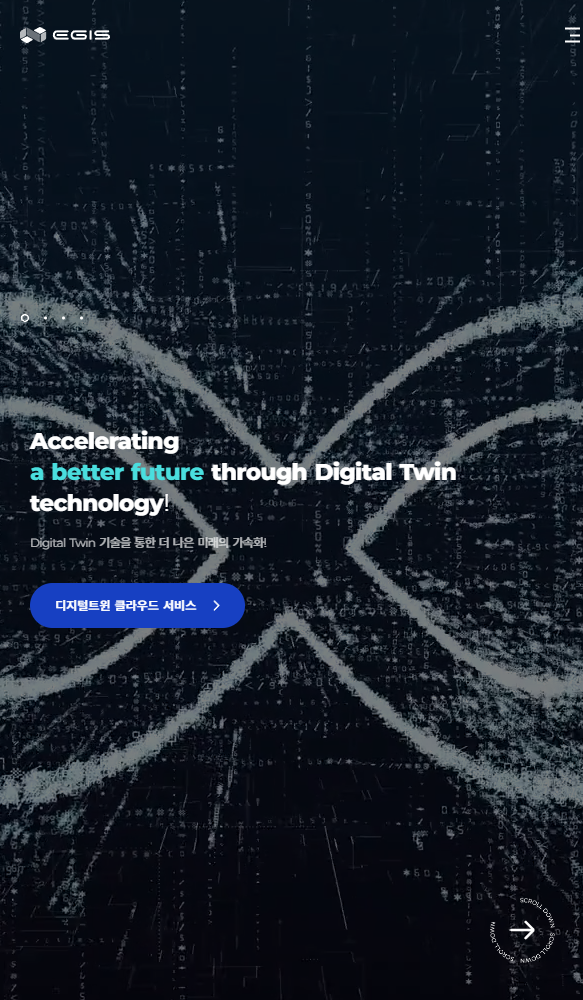 EGIS
Accelerating
a better future through Digital Twin
technology!
Digital Twin 기술을 통한 더 나은 미래의 가속화!
디지털트윈 클라우드 서비스
SCROLL DOWN SCROLL DOWN SCROLL DOWN